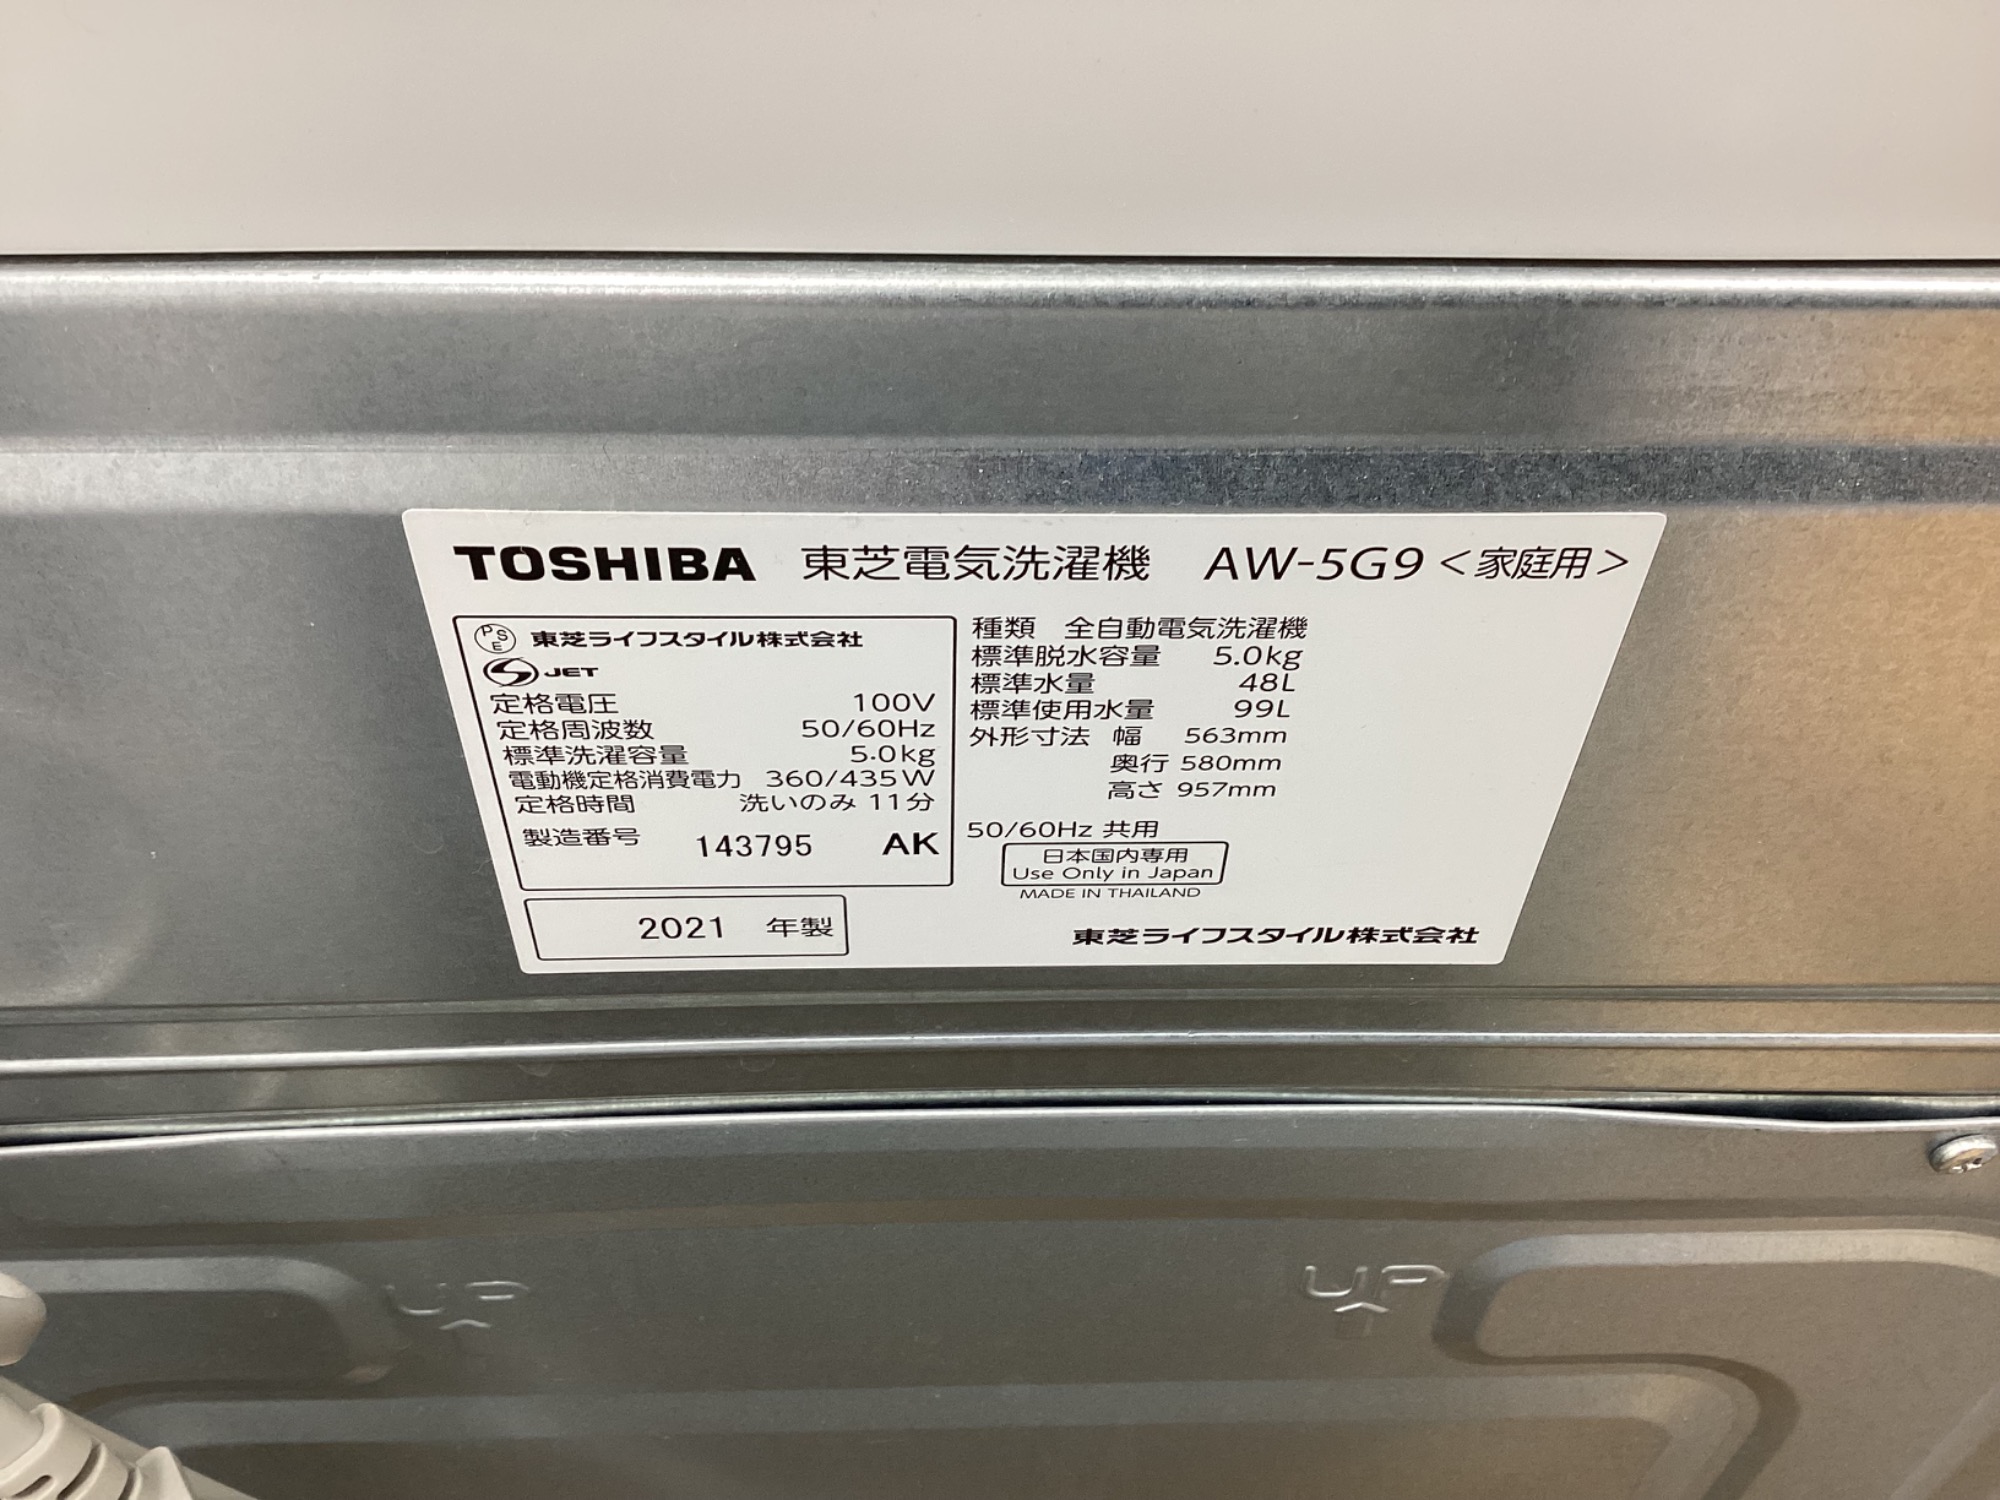 TOSHIBA 東芝電気洗濯機 AW-5G9 <家庭用>
PSE 東芝ライフスタイル株式会社
S JET
定格電圧 100V
定格周波数 50/60Hz
標準洗濯容量 5.0kg
電動機定格消費電力 360/435W
定格時間 洗いのみ 11分
製造番号 143795 AK
2021 年製
種類 全自動電気洗濯機
標準脱水容量 5.0kg
標準水量 48L
標準使用水量 99L
外形寸法 幅 563mm
奥行 580mm
高さ 957mm
50/60Hz 共用
日本国内専用
Use Only in Japan
MADE IN THAILAND
東芝ライフスタイル株式会社
UP
UP